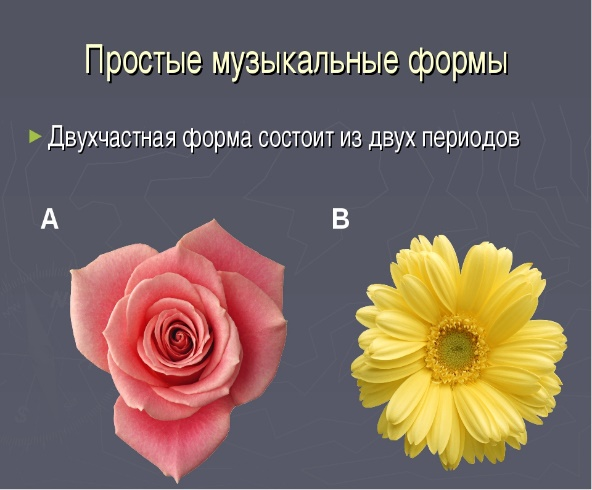 Простые музыкальные формы
Двухчастная форма состоит из двух периодов
А В